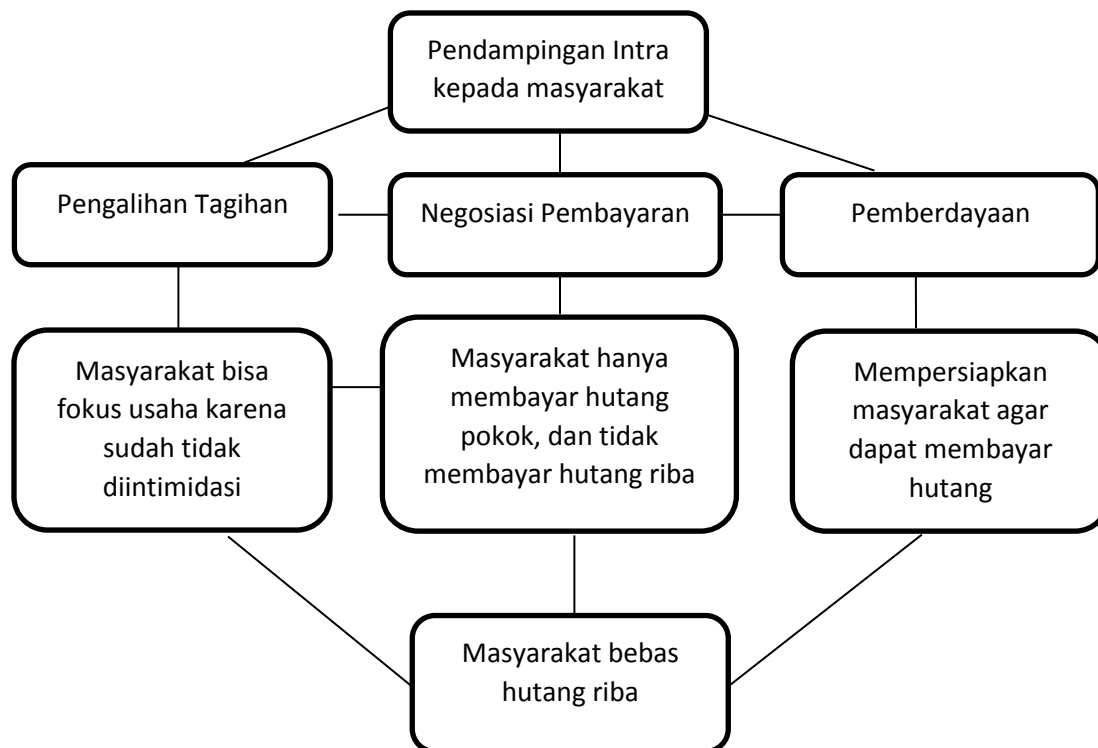 Pendampingan Intra
kepada masyarakat
Pengalihan Tagihan
Negosiasi Pembayaran
Pemberdayaan
Masyarakat bisa
fokus usaha karena
sudah tidak
diintimidasi
Masyarakat hanya
membayar hutang
pokok, dan tidak
membayar hutang riba
Mempersiapkan
masyarakat agar
dapat membayar
hutang
Masyarakat bebas
hutang riba